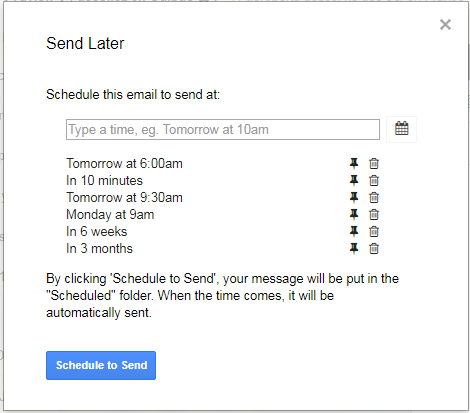 Send Later
Schedule this email to send at:
Type a time, eg. Tomorrow at 10am
Tomorrow at 6:00am
In 10 minutes
Tomorrow at 9:30am
Monday at 9am
In 6 weeks
In 3 months
By clicking 'Schedule to Send', your message will be put in the
"Scheduled" folder. When the time comes, it will be
automatically sent.
Schedule to Send